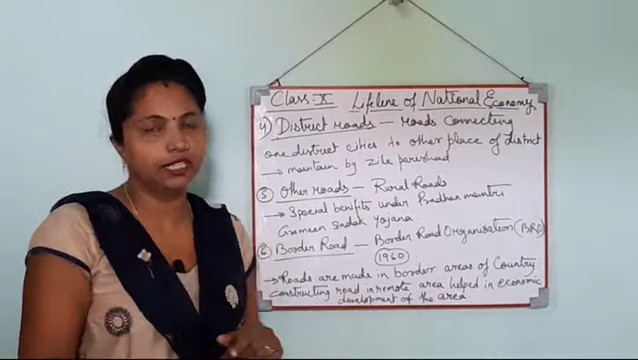 Class-X Lifeline of National Economy
4) District roads — roads connecting
one district cities to other place of district
→ maintain by zila parishad
5 Other roads — Rural Roads
→ Special benifits under Pradhan mantri
Grameen Sadak Yojana
6 Border Road — Border Road Organisation (BRO)
1960
→ Roads are made in border areas of Country
constructing road in remote area helped in economic
development of the area